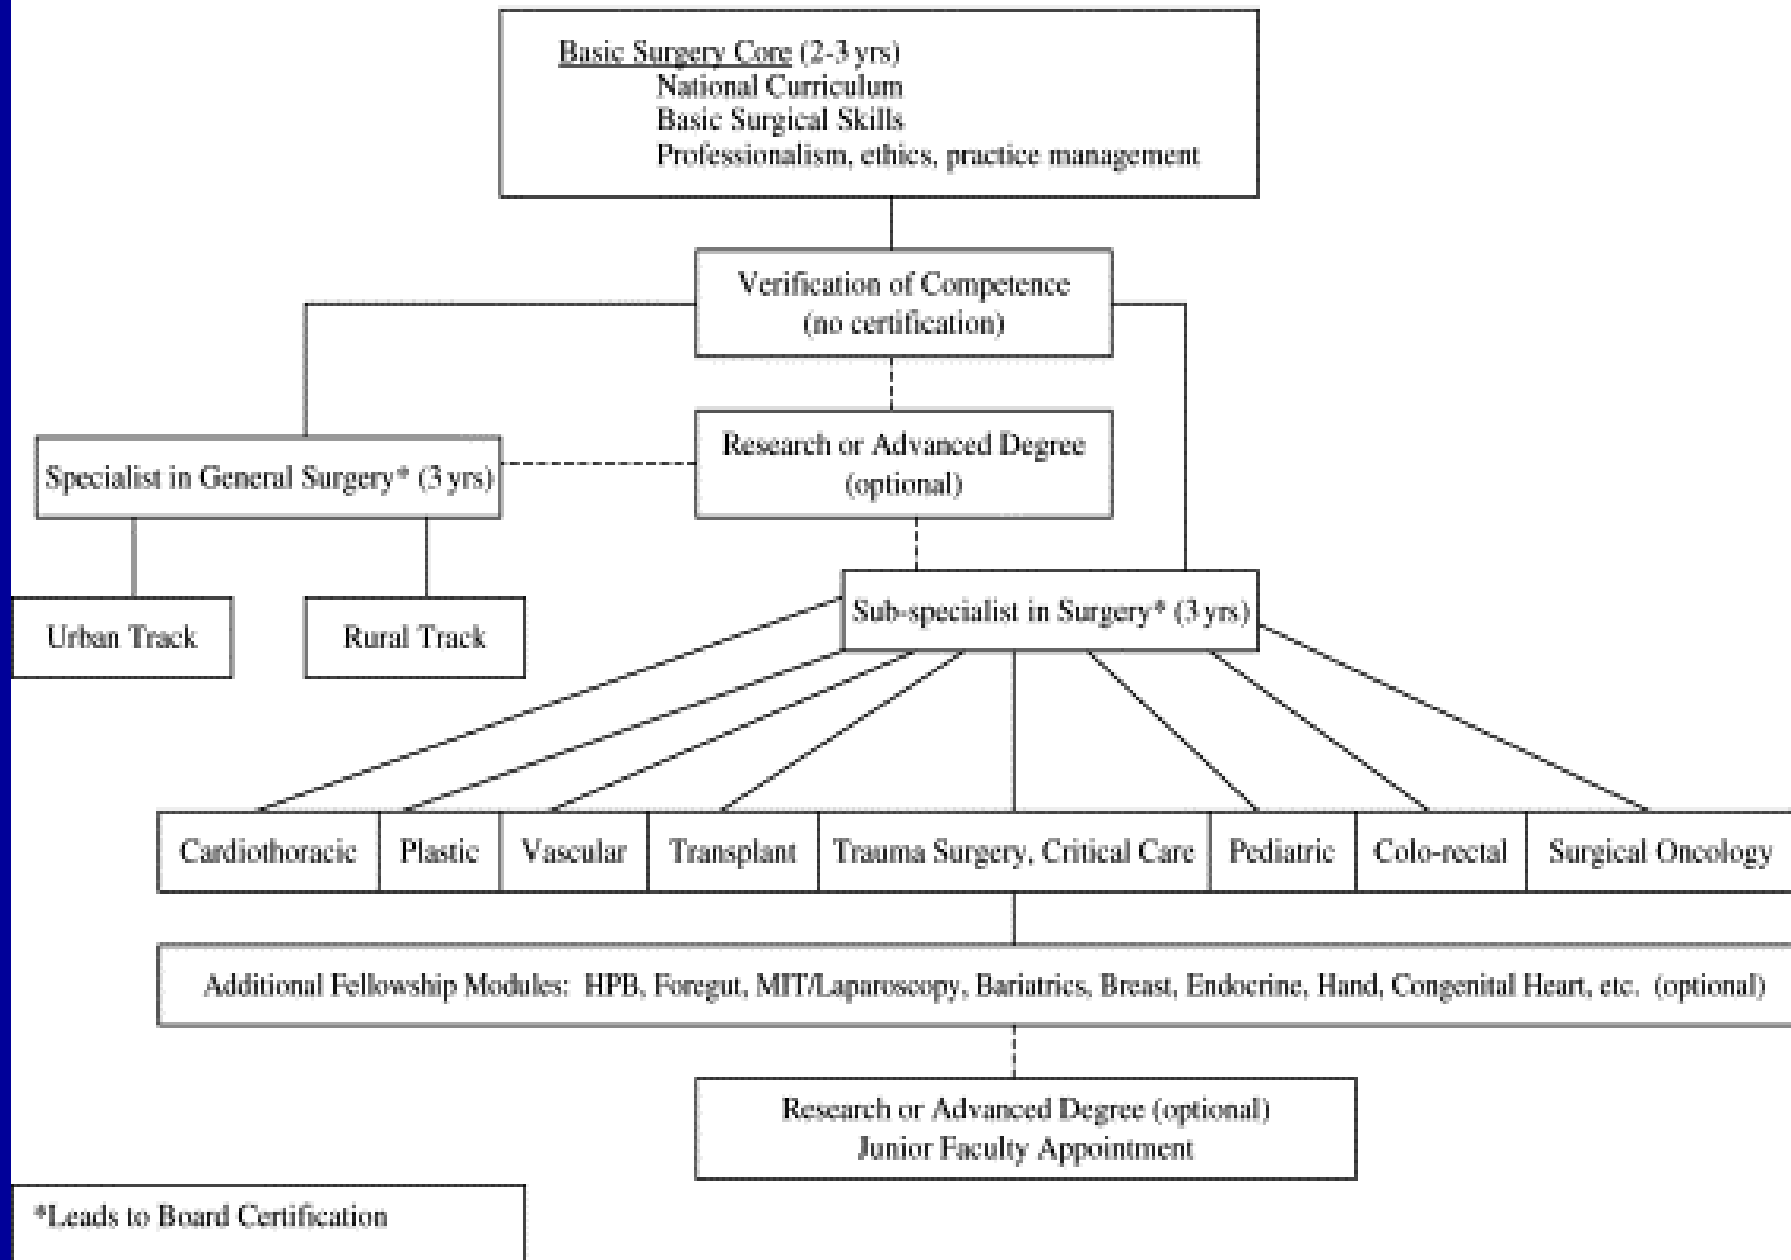 Basic Surgery Core (2-3 yrs)
National Curriculum
Basic Surgical Skills
Professionalism, ethics, practice management
Verification of Competence
(no certification)
Research or Advanced Degree
(optional)
Specialist in General Surgery* (3 yrs)
Sub-specialist in Surgery* (3 yrs)
Urban Track
Rural Track
Cardiothoracic
Plastic
Vascular
Transplant
Trauma Surgery, Critical Care
Pediatric
Colo-rectal
Surgical Oncology
Additional Fellowship Modules: HPB, Foregut, MIT/Laparoscopy, Bariatrics, Breast, Endocrine, Hand, Congenital Heart, etc. (optional)
Research or Advanced Degree (optional)
Junior Faculty Appointment
*Leads to Board Certification